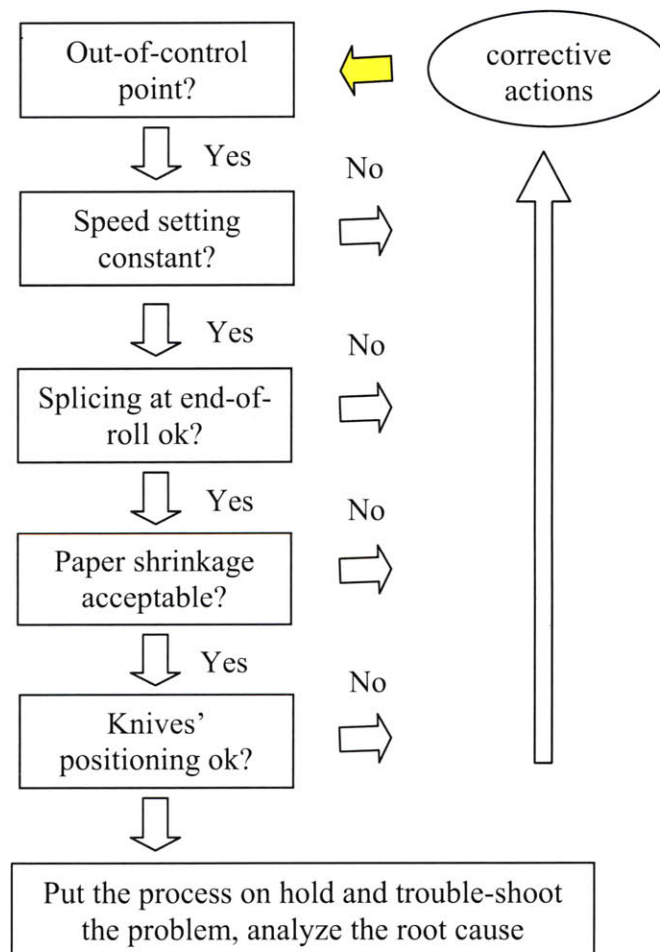 Out-of-control
point?
corrective
actions
Yes
No
Speed setting
constant?
Yes
No
Splicing at end-of-
roll ok?
Yes
No
Paper shrinkage
acceptable?
Yes
No
Knives'
positioning ok?
Put the process on hold and trouble-shoot
the problem, analyze the root cause